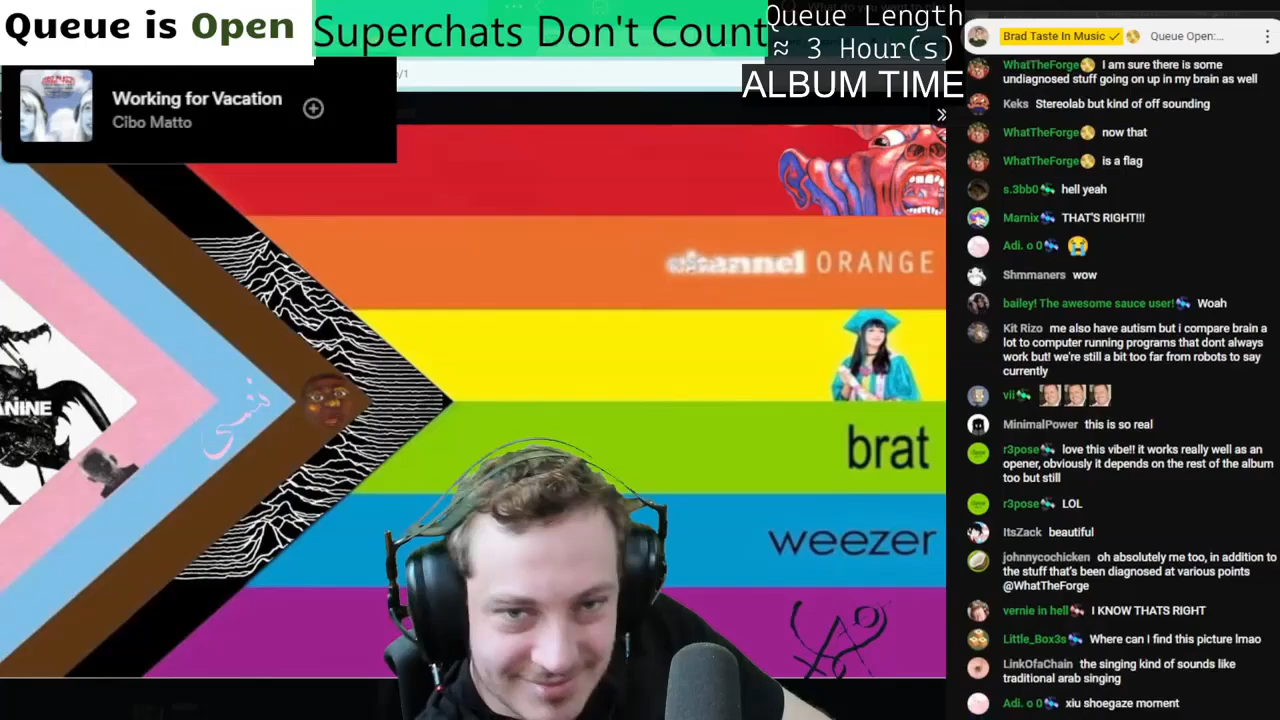 Queue is Open
Superchats Don't Count
Queue Length
≈ 3 Hour(s)
ALBUM TIME
/1
Working for Vacation
Cibo Matto
channel ORANGE
brat
weezer
ANINE
نفسي
Brad Taste In Music
Queue Open:...
WhatTheForge I am sure there is some
undiagnosed stuff going on up in my brain as well
Keks Stereolab but kind of off sounding
WhatTheForge now that
WhatTheForge is a flag
s.3bb0 hell yeah
Marnix THAT'S RIGHT!!!
Adi. o 0
Shmmaners wow
bailey! The awesome sauce user! Woah
Kit Rizo me also have autism but i compare brain a
lot to computer running programs that dont always
work but! we're still a bit too far from robots to say
currently
vii
MinimalPower this is so real
r3pose love this vibe!! it works really well as an
opener, obviously it depends on the rest of the album
too but still
r3pose LOL
ItsZack beautiful
johnnycochicken oh absolutely me too, in addition to
the stuff that's been diagnosed at various points
@WhatTheForge
vernie in hell I KNOW THATS RIGHT
Little_Box3s Where can I find this picture lmao
LinkOfaChain the singing kind of sounds like
traditional arab singing
Adi. o 0 xiu shoegaze moment